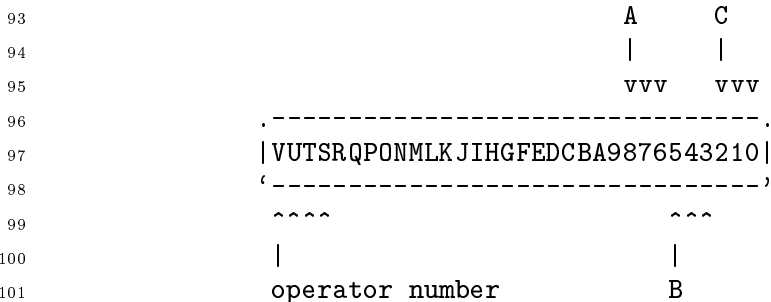 93                                        A     C
94                                        |     |
95                                        vvv   vvv
96                .--------------------------------.
97                |VUTSRQPONMLKJIHGFEDCBA9876543210|
98                ‘--------------------------------’
99                 ^^^^                      ^^^
100                |                         |
101                operator number           B